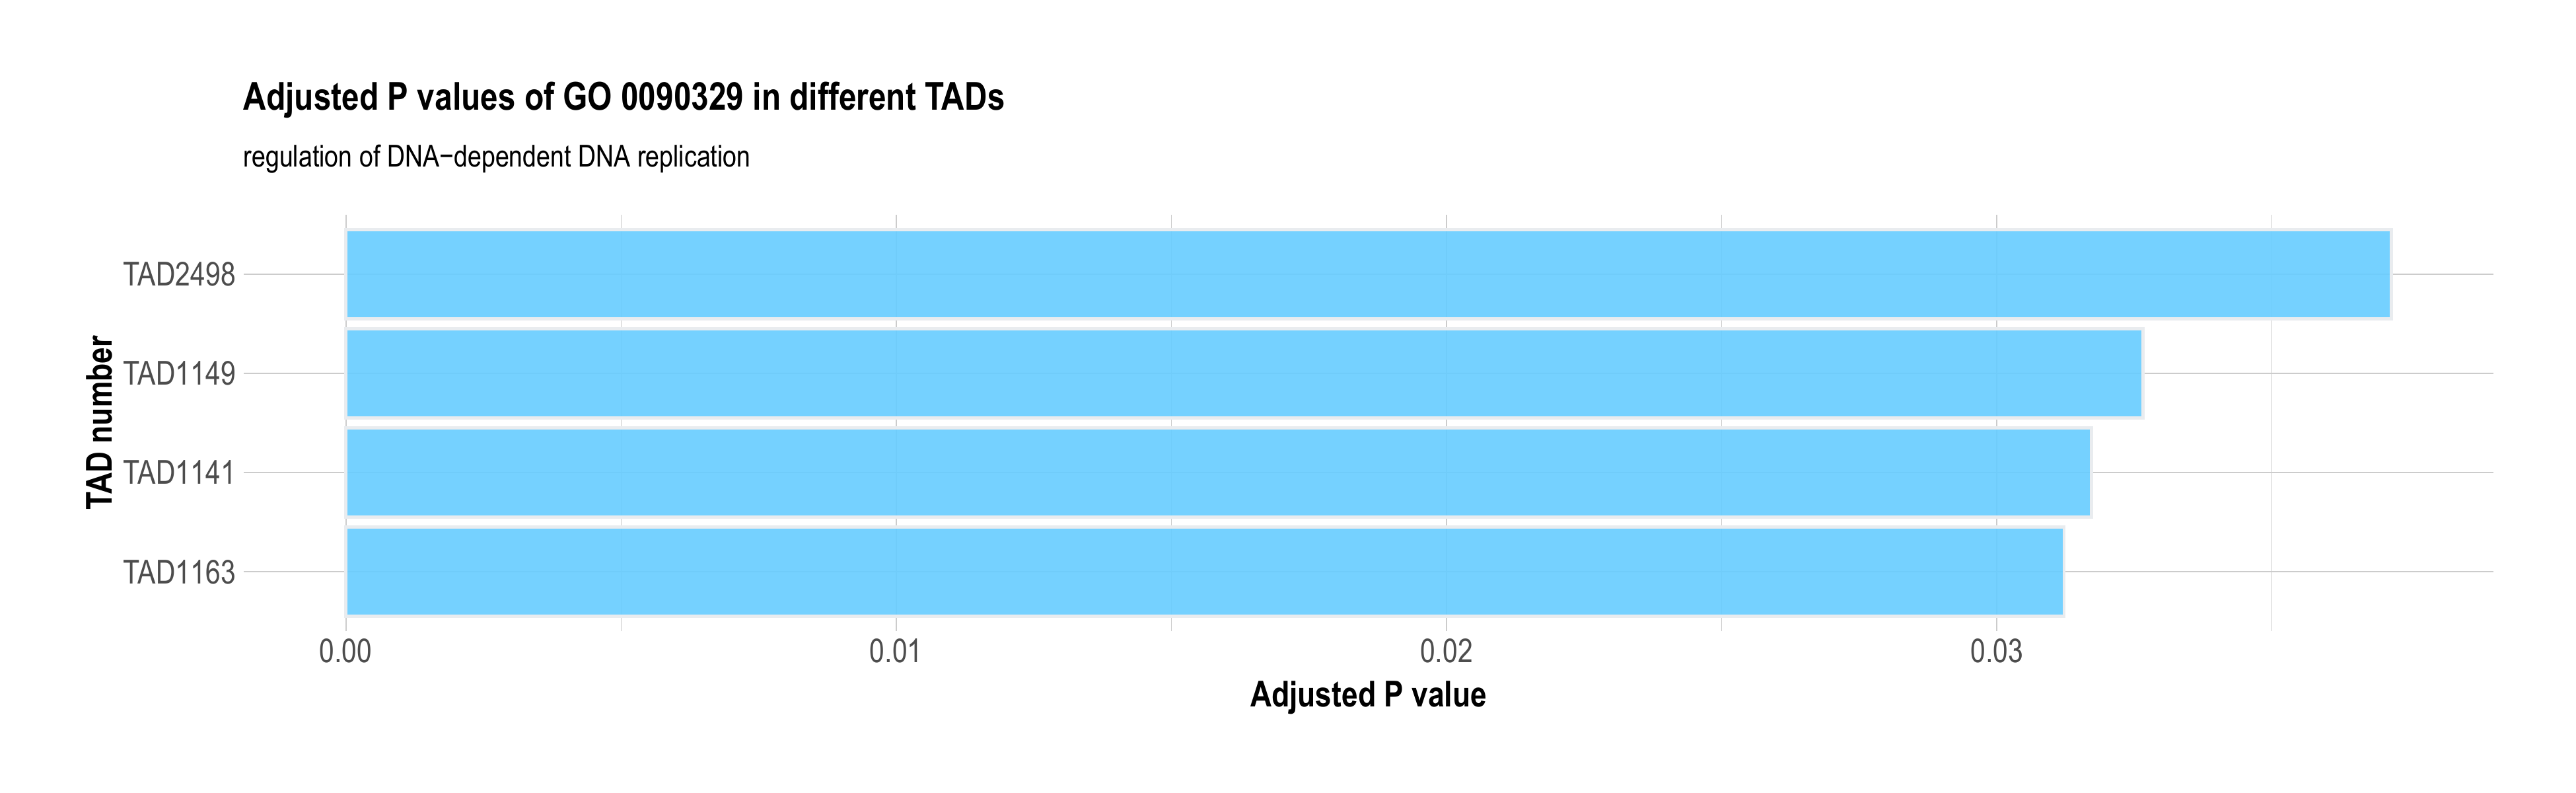 Adjusted P values of GO 0090329 in different TADs
regulation of DNA−dependent DNA replication
TAD number
TAD2498
TAD1149
TAD1141
TAD1163
0.00 0.01 0.02 0.03
Adjusted P value